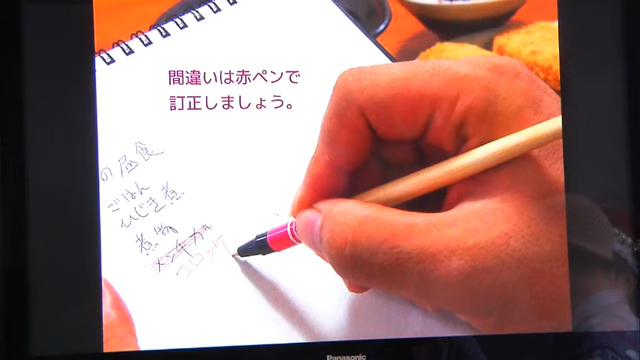 間違いは赤ペンで
訂正しましょう。
の昼食
ごはん
ひじき煮
煮物
メンチカツ
コロッケ
Panasonic